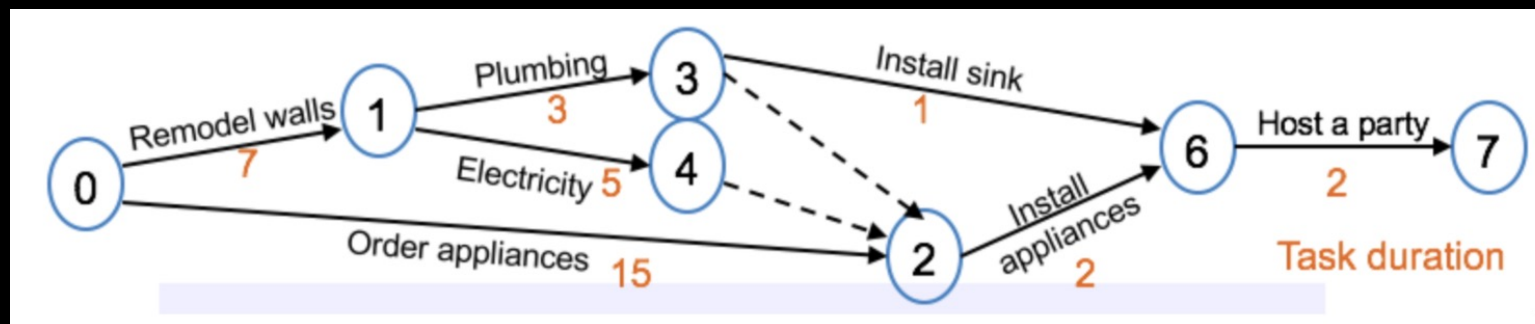 Remodel walls
7
Plumbing
3
Electricity 5
Order appliances 15
Install sink
1
Install
appliances
2
Host a party
2
Task duration
0
1
3
4
2
6
7